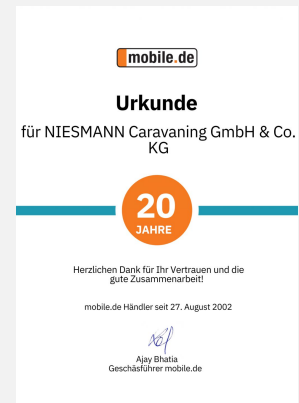 mobile.de
Urkunde
für NIESMANN Caravaning GmbH & Co.
KG
20
JAHRE
Herzlichen Dank für Ihr Vertrauen und die
gute Zusammenarbeit!
mobile.de Händler seit 27. August 2002
Ajay Bhatia
Geschäsführer mobile.de